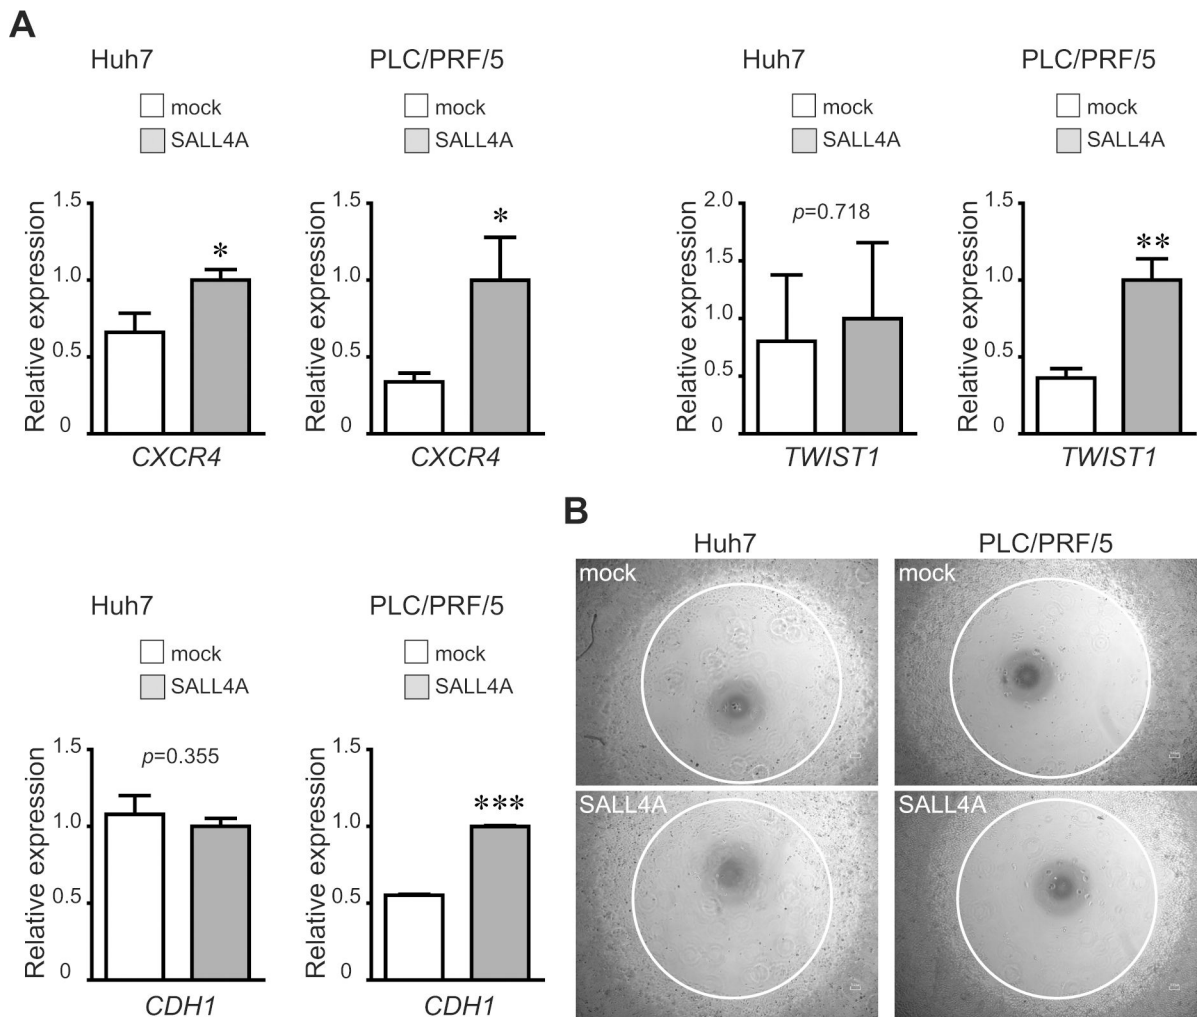 A
Huh7
mock
SALL4A
Relative expression
1.5
1.0
0.5
0
*
CXCR4
PLC/PRF/5
mock
SALL4A
Relative expression
1.5
1.0
0.5
0
*
CXCR4
Huh7
mock
SALL4A
Relative expression
2.0
1.5
1.0
0.5
0
p=0.718
TWIST1
PLC/PRF/5
mock
SALL4A
Relative expression
1.5
1.0
0.5
0
**
TWIST1
Huh7
mock
SALL4A
Relative expression
1.5
1.0
0.5
0
p=0.355
CDH1
PLC/PRF/5
mock
SALL4A
Relative expression
1.5
1.0
0.5
0
***
CDH1
B
Huh7
PLC/PRF/5
mock
mock
SALL4A
SALL4A